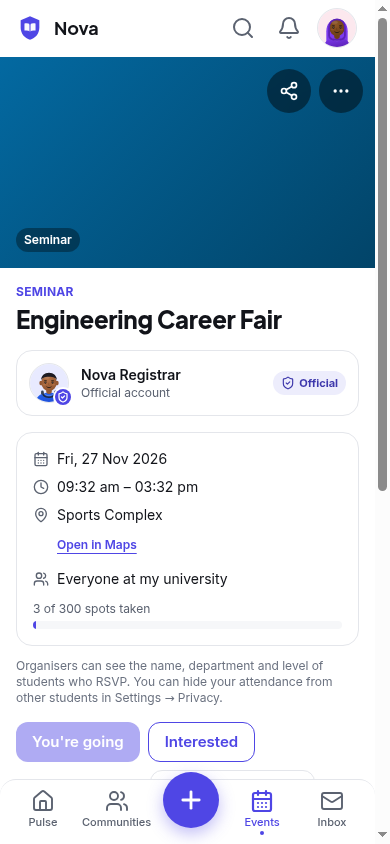 Nova
Seminar
SEMINAR
Engineering Career Fair
Nova Registrar
Official account
Official
Fri, 27 Nov 2026
09:32 am – 03:32 pm
Sports Complex
Open in Maps
Everyone at my university
3 of 300 spots taken
Organisers can see the name, department and level of
students who RSVP. You can hide your attendance from
other students in Settings → Privacy.
You're going
Interested
Pulse
Communities
Events
Inbox